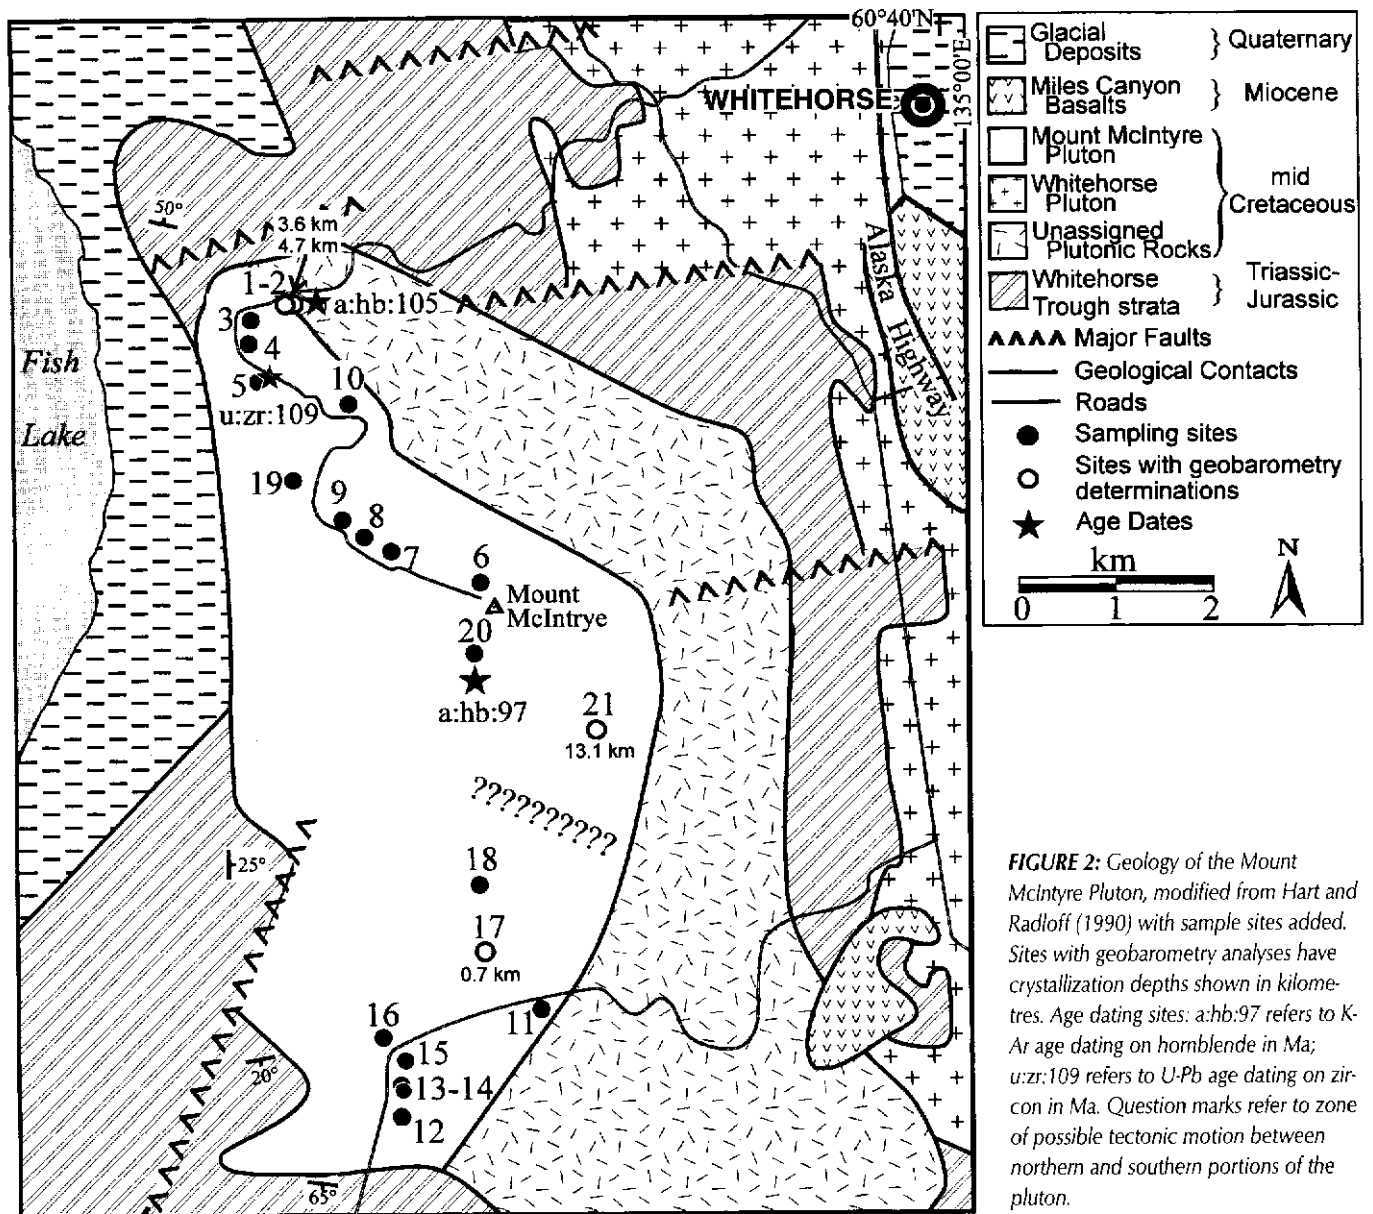 60°40'N
135°00'E
WHITEHORSE
50°
3.6 km
4.7 km
1-2
a:hb:105
3
4
5
10
u:zr:109
Fish
Lake
Alaska Highway
19
9
8
7
6
Mount
McIntrye
20
a:hb:97
21
13.1 km
??????????
18
25°
17
0.7 km
16
11
15
13-14
12
20°
65°
Glacial
Deposits
} Quaternary
Miles Canyon
Basalts
} Miocene
Mount McIntyre
Pluton
Whitehorse
Pluton
Unassigned
Plutonic Rocks
} mid
Cretaceous
Whitehorse
Trough strata
} Triassic-
Jurassic
Major Faults
Geological Contacts
Roads
Sampling sites
Sites with geobarometry
determinations
Age Dates
km
0 1 2
N
FIGURE 2: Geology of the Mount
McIntyre Pluton, modified from Hart and
Radloff (1990) with sample sites added.
Sites with geobarometry analyses have
crystallization depths shown in kilome-
tres. Age dating sites: a:hb:97 refers to K-
Ar age dating on hornblende in Ma;
u:zr:109 refers to U-Pb age dating on zir-
con in Ma. Question marks refer to zone
of possible tectonic motion between
northern and southern portions of the
pluton.